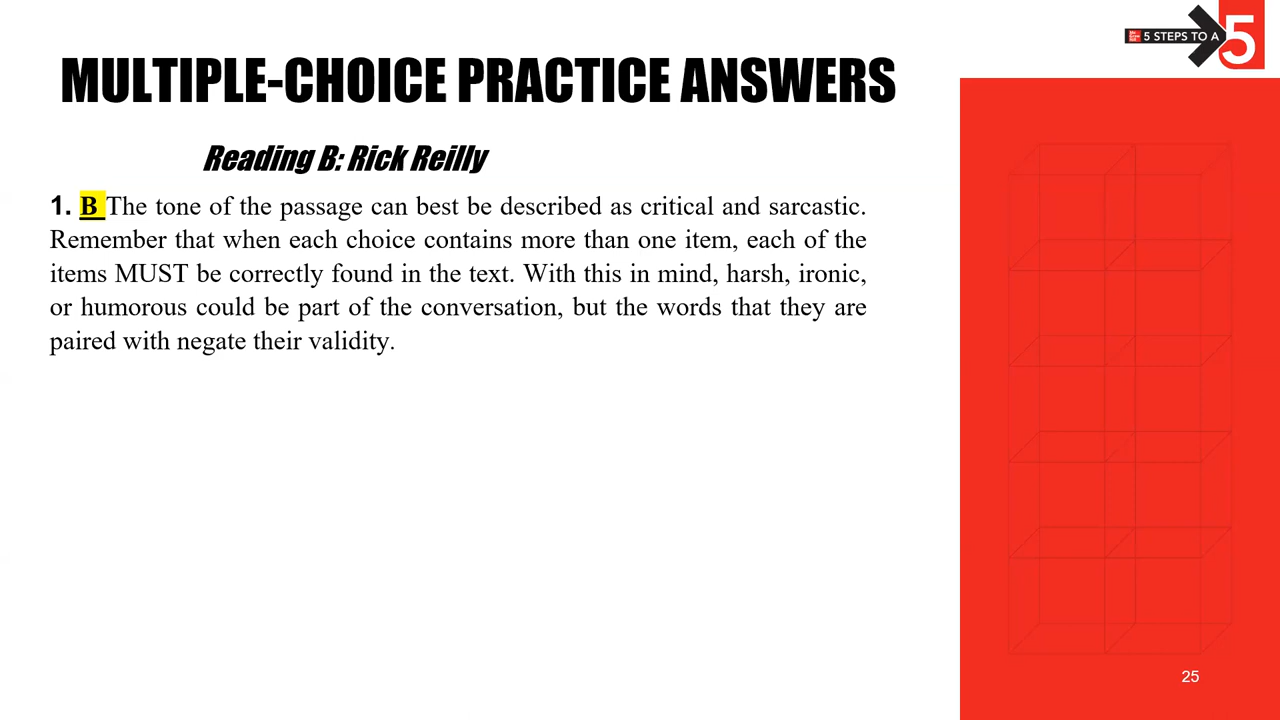 5 STEPS TO A 5
MULTIPLE-CHOICE PRACTICE ANSWERS
Reading B: Rick Reilly
1. B The tone of the passage can best be described as critical and sarcastic.
Remember that when each choice contains more than one item, each of the
items MUST be correctly found in the text. With this in mind, harsh, ironic,
or humorous could be part of the conversation, but the words that they are
paired with negate their validity.
25